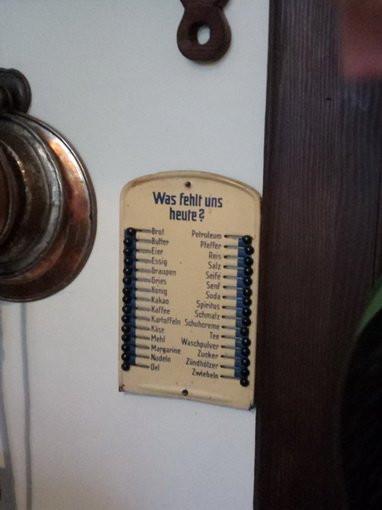 Was fehlt uns
heute?
Brot
Butter
Eier
Essig
Graupen
Gries
Honig
Kakao
Kaffee
Kartoffeln
Käse
Mehl
Margarine
Nudeln
Oel
Petroleum
Pfeffer
Reis
Salz
Seife
Senf
Soda
Spiritus
Schmalz
Schuhcreme
Tee
Waschpulver
Zucker
Zündhölzer
Zwiebeln